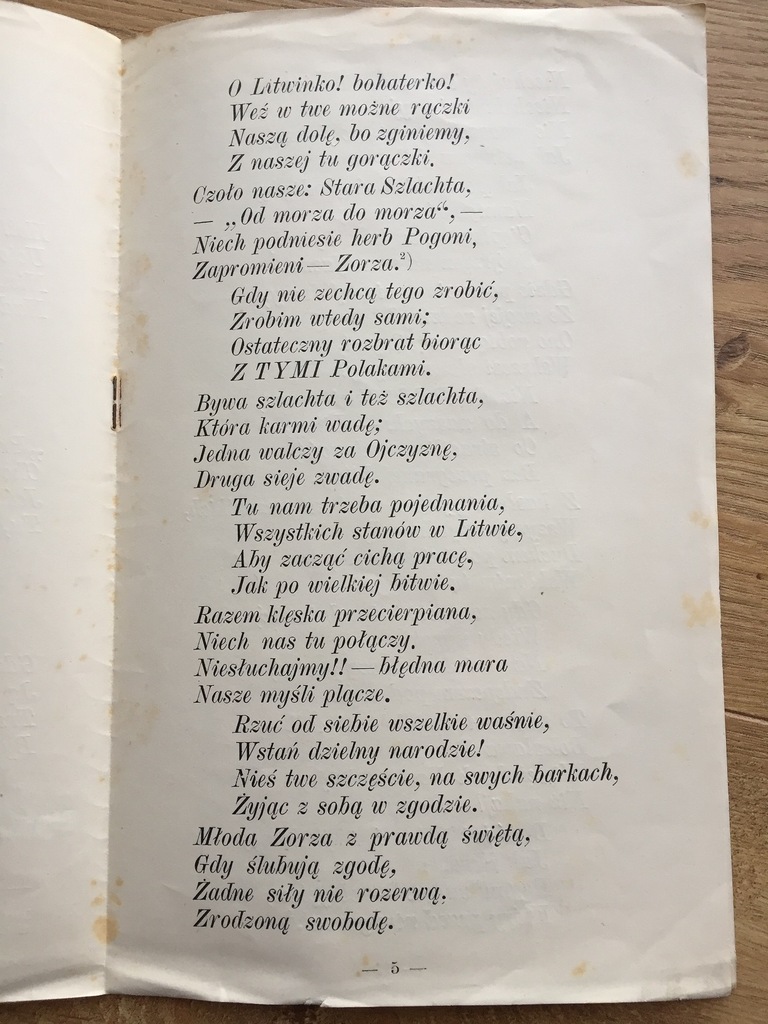 O Litwinko! bohaterko!
Weź w twe możne rączki
Naszą dolę, bo zginiemy,
Z naszej tu gorączki.
Czoło nasze: Stara Szlachta,
— „Od morza do morza“, —
Niech podniesie herb Pogoni,
Zapromieni — Zorza.²)
Gdy nie zechcą tego zrobić,
Zrobim wtedy sami;
Ostateczny rozbrat biorąc
Z TYMI Polakami.
Bywa szlachta i też szlachta,
Która karmi wadę;
Jedna walczy za Ojczyznę,
Druga sieje zwadę.
Tu nam trzeba pojednania,
Wszystkich stanów w Litwie,
Aby zacząć cichą pracę,
Jak po wielkiej bitwie.
Razem klęska przecierpiana,
Niech nas tu połączy.
Niesłuchajmy!! — błędna mara
Nasze myśli plącze.
Rzuć od siebie wszelkie waśnie,
Wstań dzielny narodzie!
Nieś twe szczęście, na swych barkach,
Żyjąc z sobą w zgodzie.
Młoda Zorza z prawdą świętą,
Gdy ślubują zgodę,
Żadne siły nie rozerwą,
Zrodzoną swobodę.
— 5 —